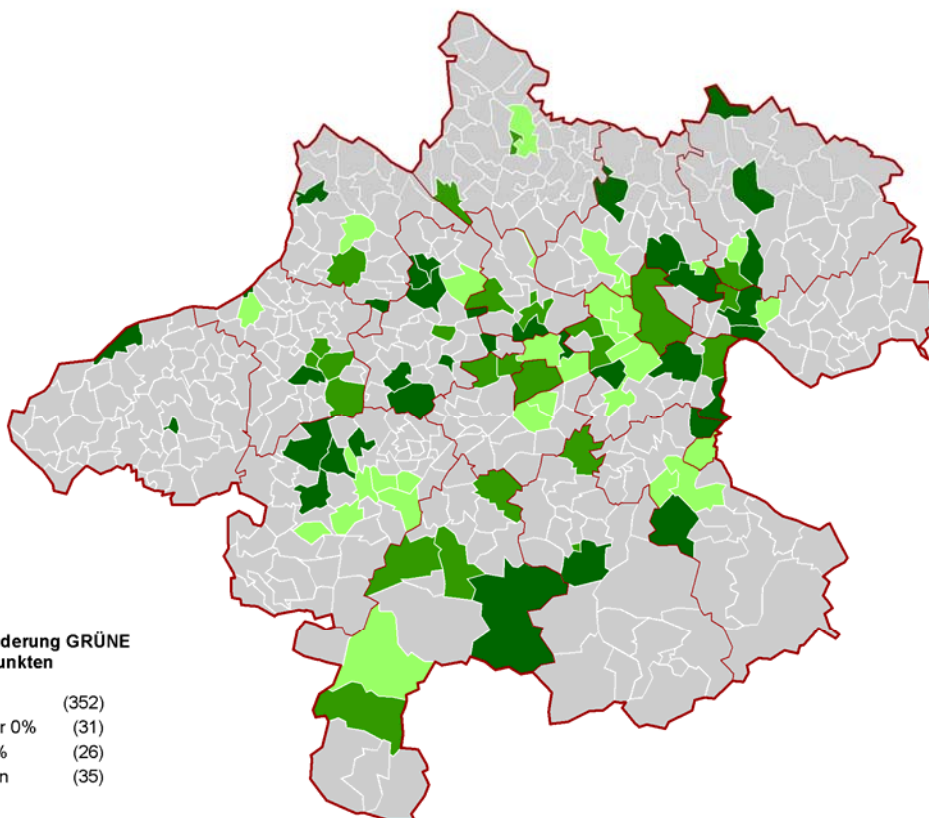 derung GRÜNE
unkten
(352)
r 0% (31)
% (26)
n (35)